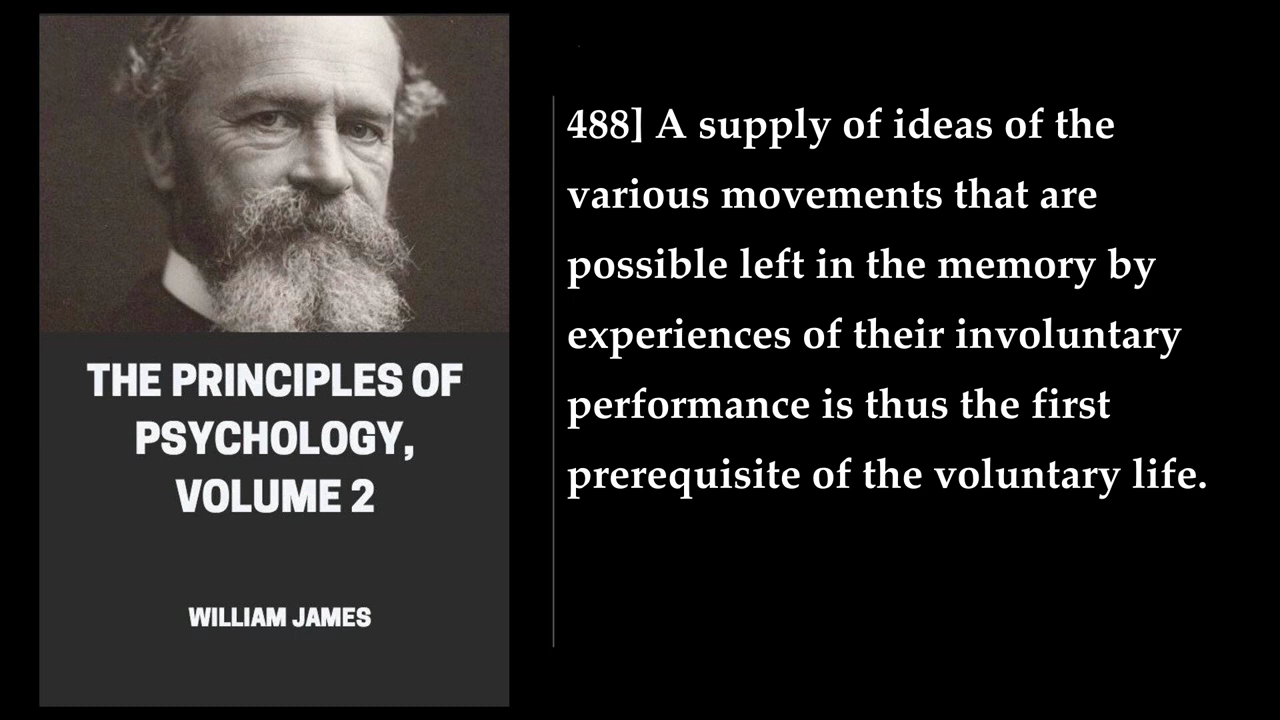 THE PRINCIPLES OF
PSYCHOLOGY,
VOLUME 2
WILLIAM JAMES
488] A supply of ideas of the
various movements that are
possible left in the memory by
experiences of their involuntary
performance is thus the first
prerequisite of the voluntary life.